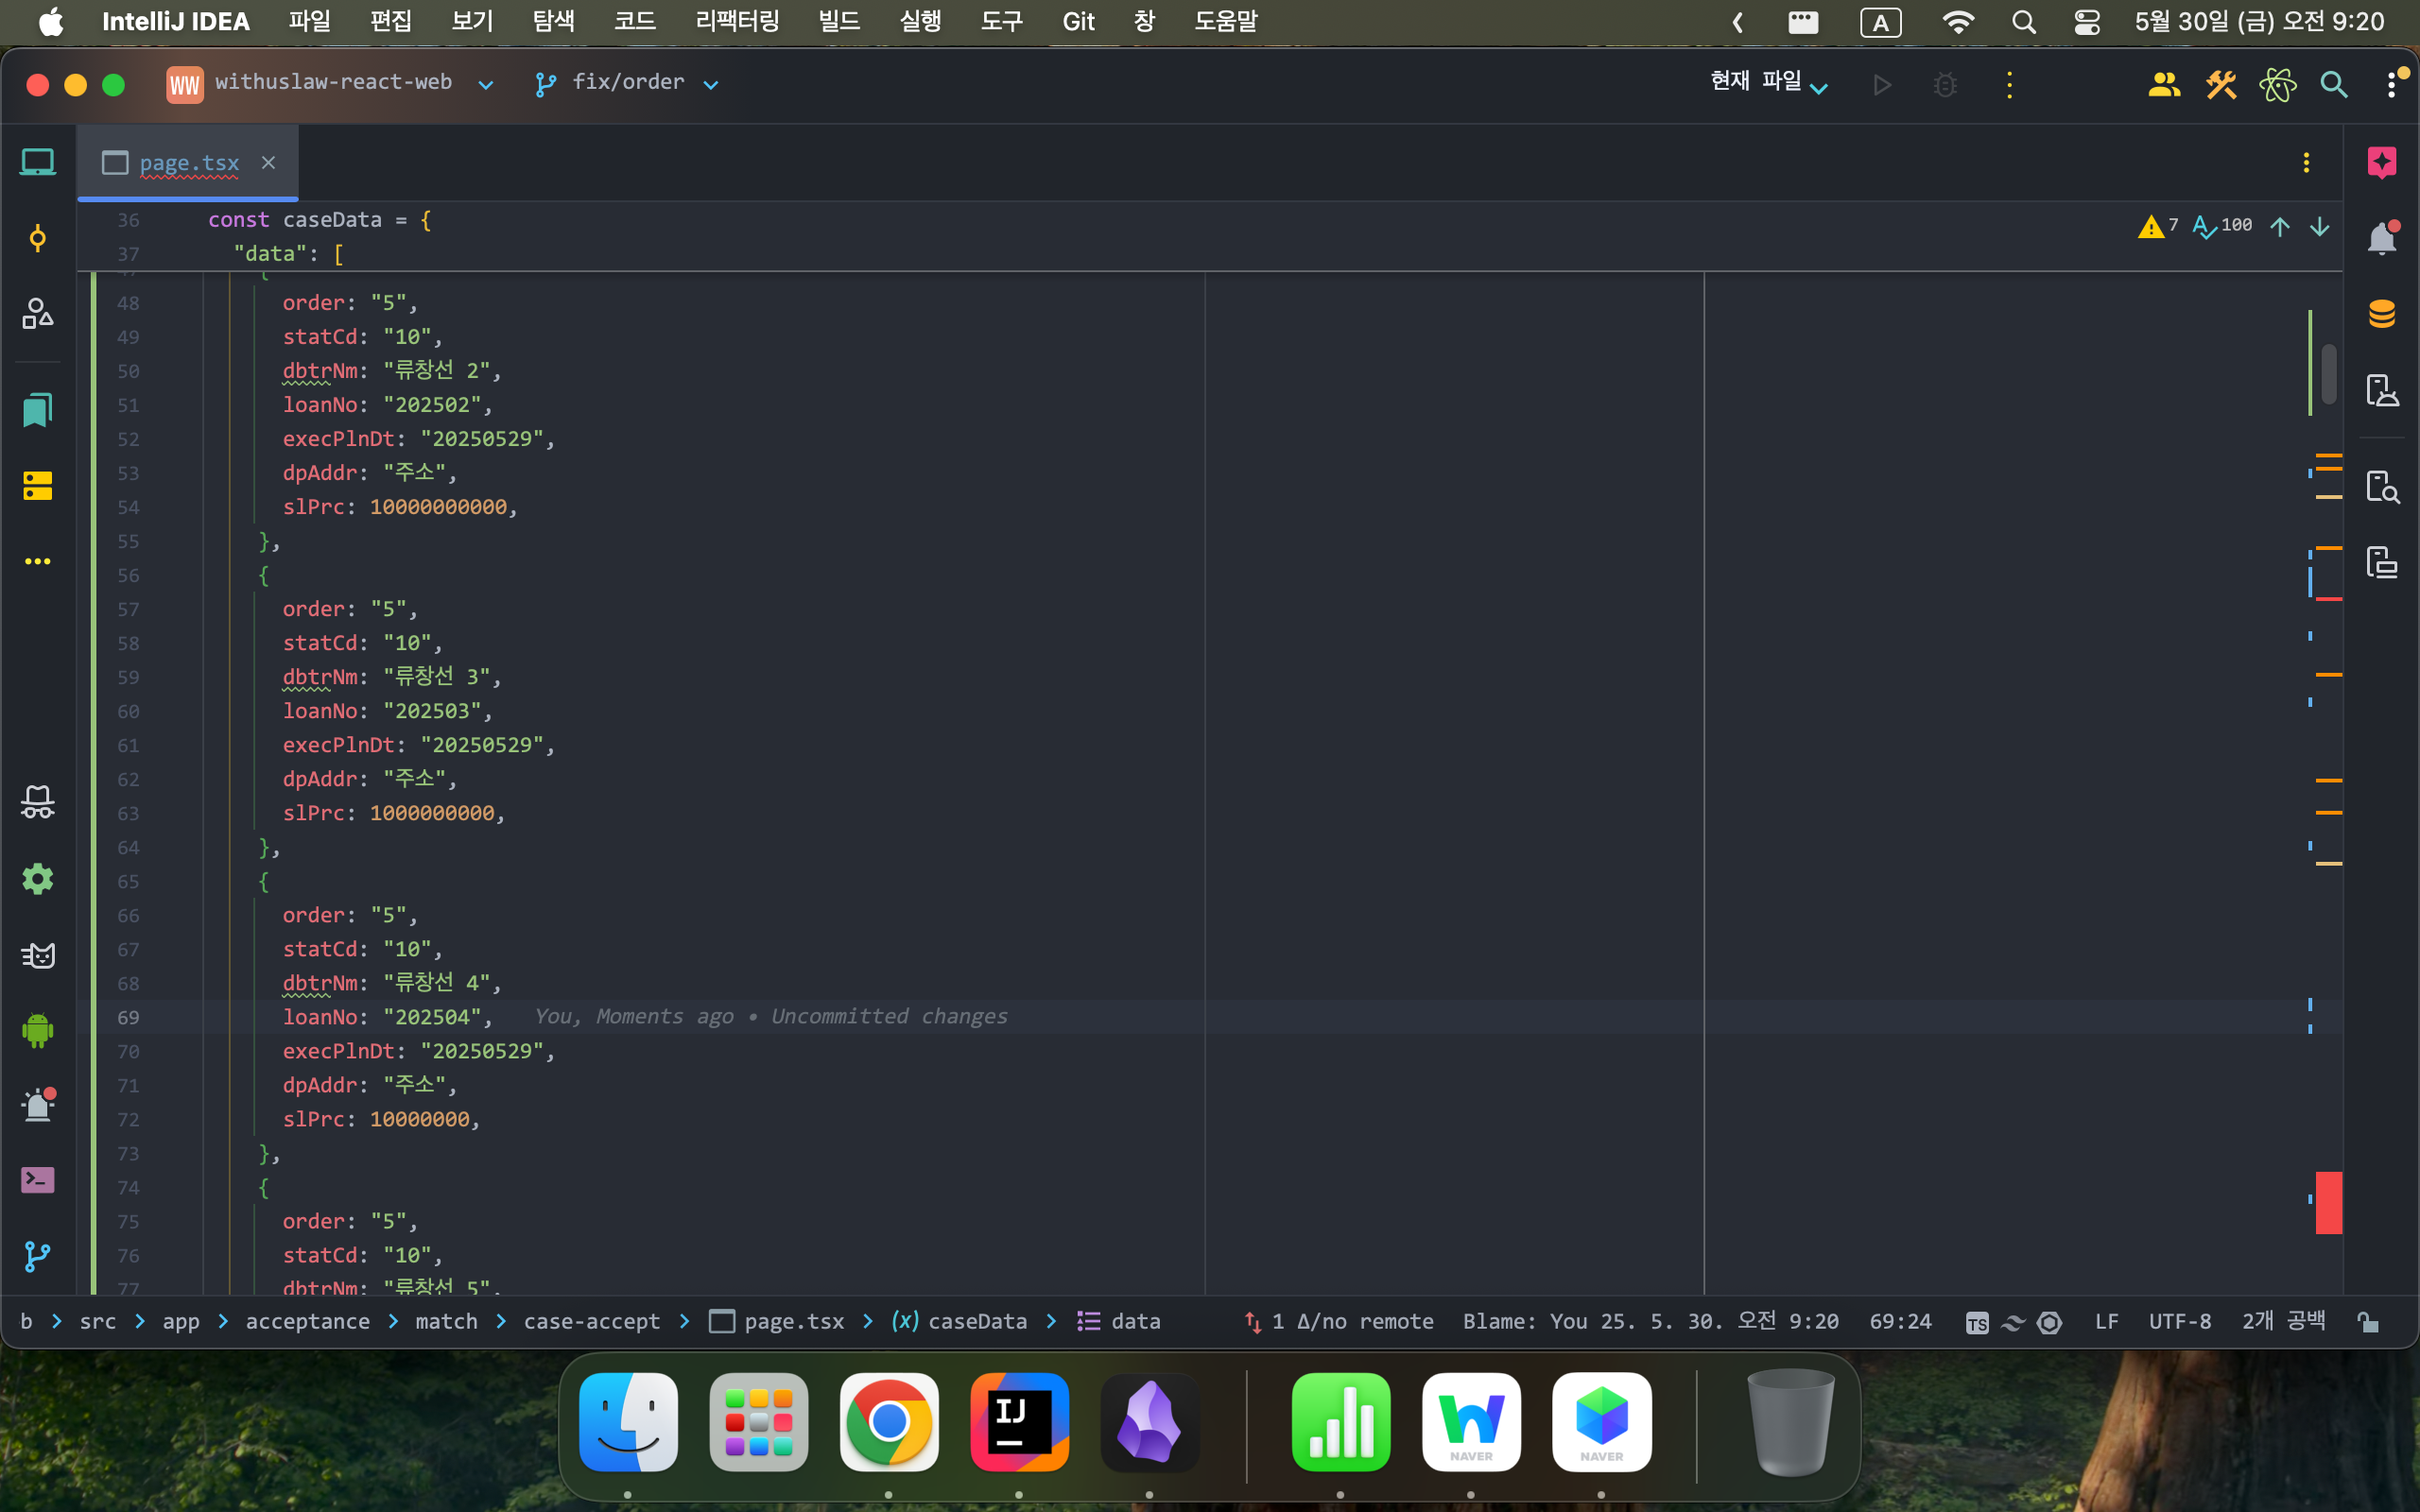 IntelliJ IDEA 파일 편집 보기 탐색 코드 리팩터링 빌드 실행 도구 Git 창 도움말 A 5월 30일 (금) 오전 9:20
WW withuslaw-react-web fix/order 현재 파일
page.tsx
36 const caseData = {
37 "data": [
7 100
{
48 order: "5",
49 statCd: "10",
50 dbtrNm: "류창선 2",
51 loanNo: "202502",
52 execPlnDt: "20250529",
53 dpAddr: "주소",
54 slPrc: 10000000000,
55 },
56 {
57 order: "5",
58 statCd: "10",
59 dbtrNm: "류창선 3",
60 loanNo: "202503",
61 execPlnDt: "20250529",
62 dpAddr: "주소",
63 slPrc: 1000000000,
64 },
65 {
66 order: "5",
67 statCd: "10",
68 dbtrNm: "류창선 4",
69 loanNo: "202504", You, Moments ago • Uncommitted changes
70 execPlnDt: "20250529",
71 dpAddr: "주소",
72 slPrc: 10000000,
73 },
74 {
75 order: "5",
76 statCd: "10",
77 dbtrNm: "류창선 5",
b > src > app > acceptance > match > case-accept > page.tsx > (x) caseData > data 1 Δ/no remote Blame: You 25. 5. 30. 오전 9:20 69:24 TS LF UTF-8 2개 공백
IJ
NAVER
NAVER